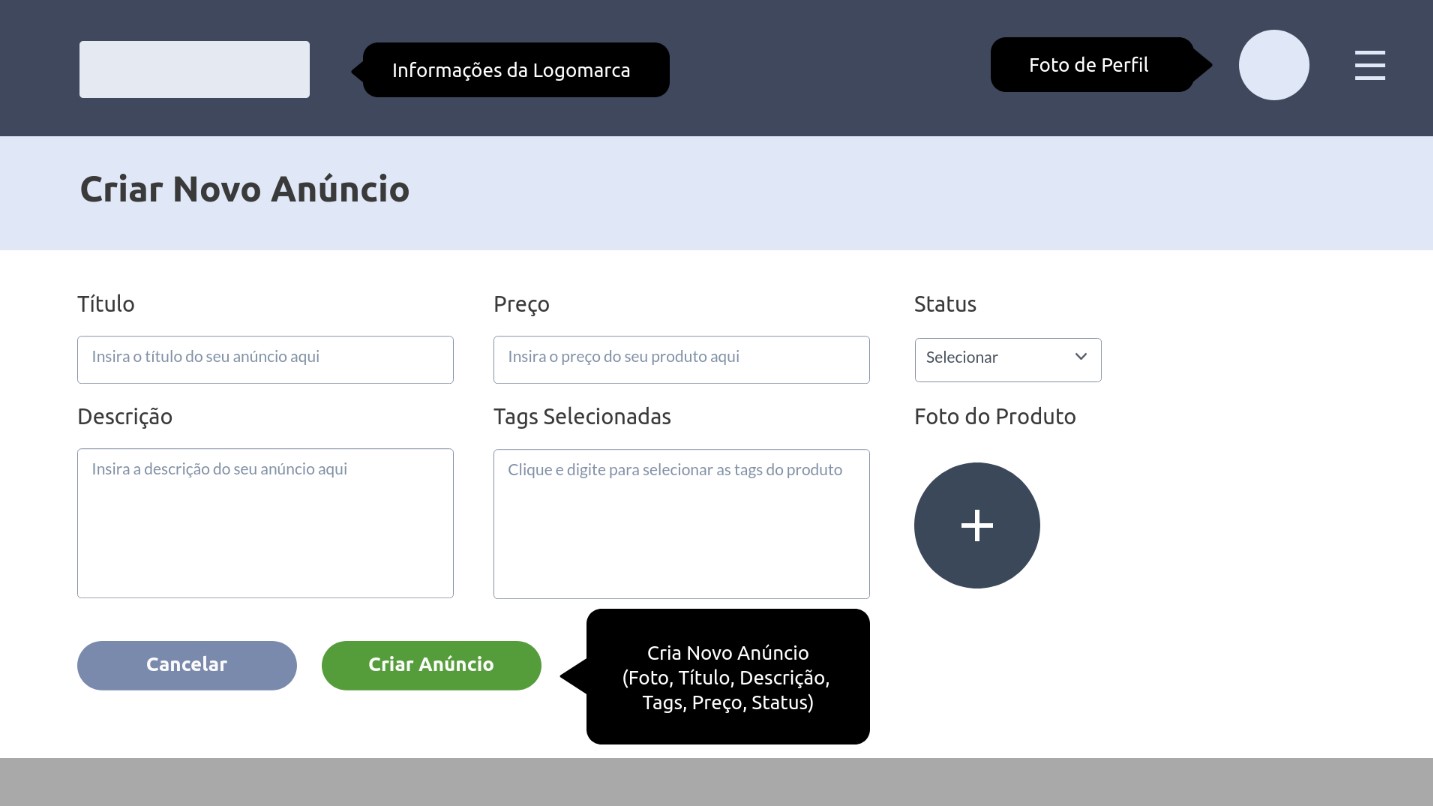 Informações da Logomarca
Foto de Perfil
Criar Novo Anúncio
Título
Preço
Status
Insira o título do seu anúncio aqui
Insira o preço do seu produto aqui
Selecionar
Descrição
Tags Selecionadas
Foto do Produto
Insira a descrição do seu anúncio aqui
Clique e digite para selecionar as tags do produto
Cancelar
Criar Anúncio
Cria Novo Anúncio
(Foto, Título, Descrição,
Tags, Preço, Status)